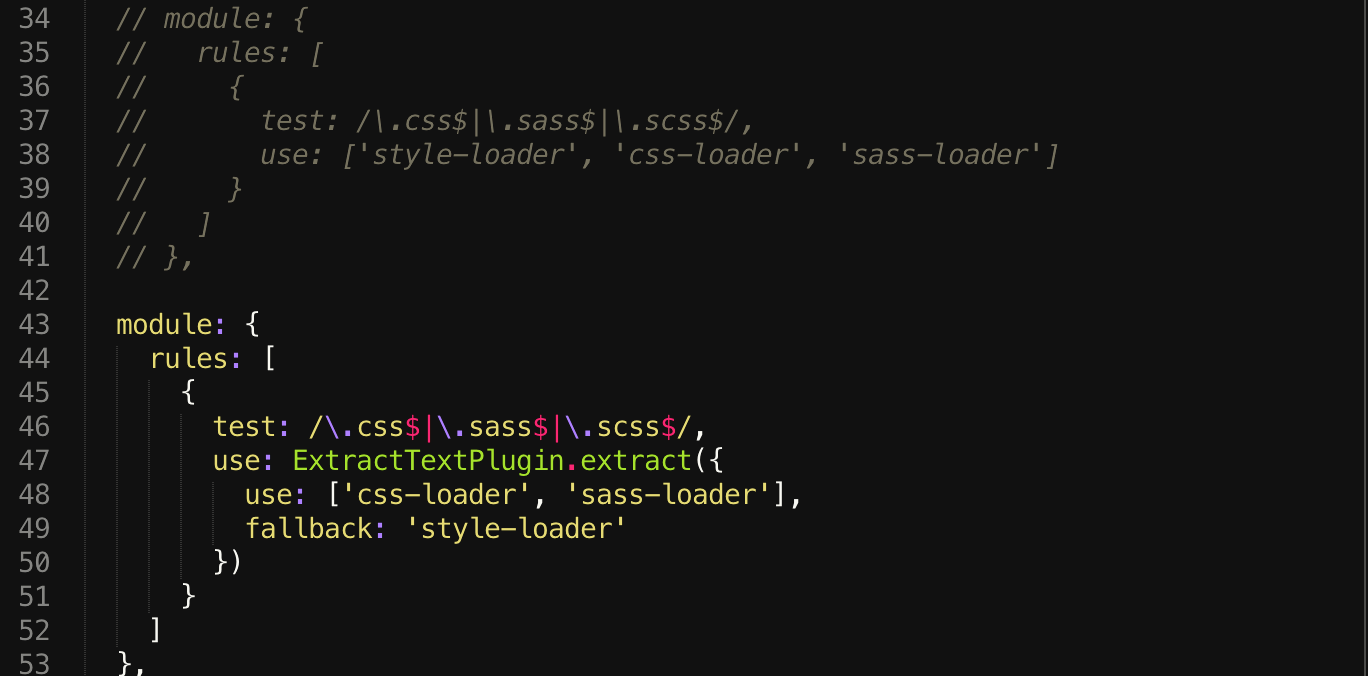 34 // module: {
35 //   rules: [
36 //     {
37 //       test: /\.css$|\.sass$|\.scss$/,
38 //       use: ['style-loader', 'css-loader', 'sass-loader']
39 //     }
40 //   ]
41 // },
42
43 module: {
44   rules: [
45     {
46       test: /\.css$|\.sass$|\.scss$/,
47       use: ExtractTextPlugin.extract({
48         use: ['css-loader', 'sass-loader'],
49         fallback: 'style-loader'
50       })
51     }
52   ]
53 },